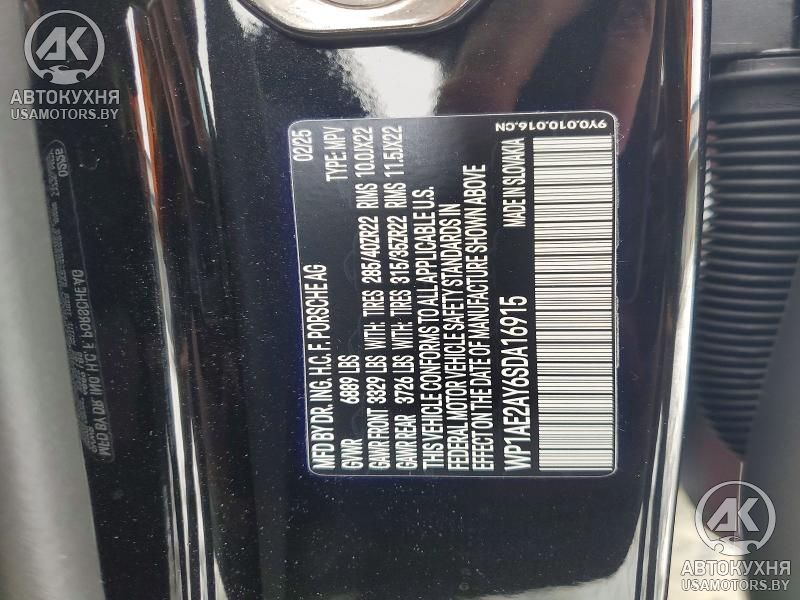 AK
АВТОКУХНЯ
USAMOTORS.BY
MFD BY DR. ING. H.C. F. PORSCHE AG 02/25
GVWR 6889 LBS TYPE: MPV
GAWR FRONT 3329 LBS WITH: TIRES 285/40ZR22 RIMS 10.0JX22
GAWR REAR 3726 LBS WITH: TIRES 315/35ZR22 RIMS 11.5JX22
THIS VEHICLE CONFORMS TO ALL APPLICABLE U.S.
FEDERAL MOTOR VEHICLE SAFETY STANDARDS IN
EFFECT ON THE DATE OF MANUFACTURE SHOWN ABOVE
WP1AE2AY6SDA16915 MADE IN SLOVAKIA
9Y0.010.016.CN
AK
АВТОКУХНЯ
USAMOTORS.BY